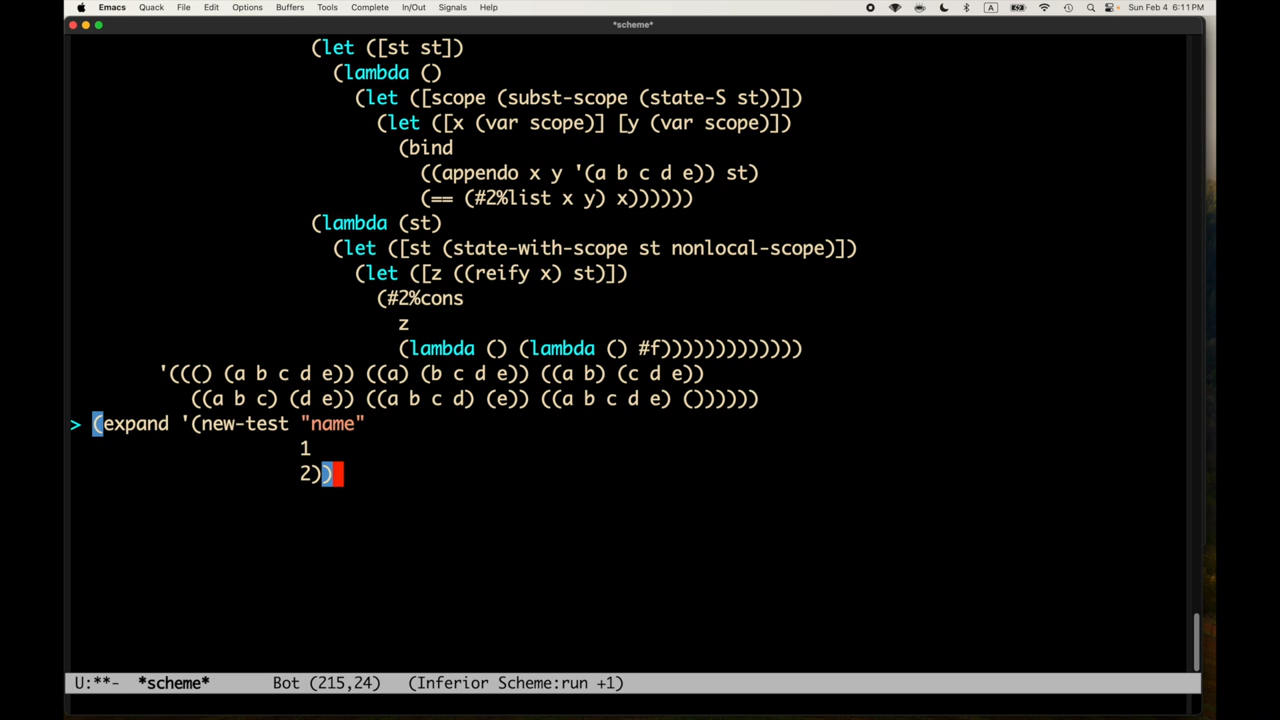 Emacs Quack File Edit Options Buffers Tools Complete In/Out Signals Help A Sun Feb 4 6:11 PM
*scheme*
(let ([st st])
(lambda ()
(let ([scope (subst-scope (state-S st))])
(let ([x (var scope)] [y (var scope)])
(bind
((appendo x y '(a b c d e)) st)
(== (#2%list x y) x))))))
(lambda (st)
(let ([st (state-with-scope st nonlocal-scope)])
(let ([z ((reify x) st)])
(#2%cons
z
(lambda () (lambda () #f)))))))))))))
'((() (a b c d e)) ((a) (b c d e)) ((a b) (c d e))
((a b c) (d e)) ((a b c d) (e)) ((a b c d e) ())))))
> (expand '(new-test "name"
1
2))
U:**- *scheme* Bot (215,24) (Inferior Scheme:run +1)